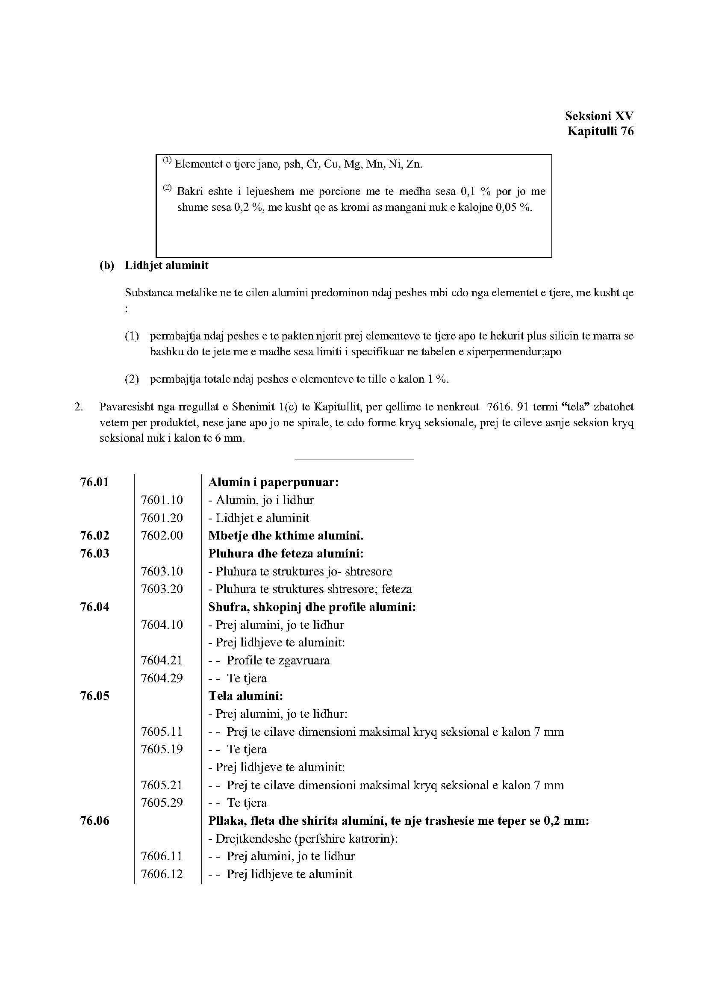 Seksioni XV
Kapitulli 76
(1) Elementet e tjere jane, psh, Cr, Cu, Mg, Mn, Ni, Zn.
(2) Bakri eshte i lejueshem me porcione me te medha sesa 0,1 % por jo me
shume sesa 0,2 %, me kusht qe as kromi as mangani nuk e kalojne 0,05 %.
(b) Lidhjet aluminit
Substanca metalike ne te cilen alumini predominon ndaj peshes mbi cdo nga elementet e tjere, me kusht qe
:
(1) permbajtja ndaj peshes e te pakten njerit prej elementeve te tjere apo te hekurit plus silicin te marra se
bashku do te jete me e madhe sesa limiti i specifikuar ne tabelen e siperpermendur;apo
(2) permbajtja totale ndaj peshes e elementeve te tille e kalon 1 %.
2. Pavaresisht nga rregullat e Shenimit 1(c) te Kapitullit, per qellime te nenkreut 7616. 91 termi “tela” zbatohet
vetem per produktet, nese jane apo jo ne spirale, te cdo forme kryq seksionale, prej te cileve asnje seksion kryq
seksional nuk i kalon te 6 mm.
76.01 Alumin i paperpunuar:
7601.10 - Alumin, jo i lidhur
7601.20 - Lidhjet e aluminit
76.02 7602.00 Mbetje dhe kthime alumini.
76.03 Pluhura dhe feteza alumini:
7603.10 - Pluhura te struktures jo- shtresore
7603.20 - Pluhura te struktures shtresore; feteza
76.04 Shufra, shkopinj dhe profile alumini:
7604.10 - Prej alumini, jo te lidhur
- Prej lidhjeve te aluminit:
7604.21 - - Profile te zgavruara
7604.29 - - Te tjera
76.05 Tela alumini:
- Prej alumini, jo te lidhur:
7605.11 - - Prej te cilave dimensioni maksimal kryq seksional e kalon 7 mm
7605.19 - - Te tjera
- Prej lidhjeve te aluminit:
7605.21 - - Prej te cilave dimensioni maksimal kryq seksional e kalon 7 mm
7605.29 - - Te tjera
76.06 Pllaka, fleta dhe shirita alumini, te nje trashesie me teper se 0,2 mm:
- Drejtkendeshe (perfshire katrorin):
7606.11 - - Prej alumini, jo te lidhur
7606.12 - - Prej lidhjeve te aluminit